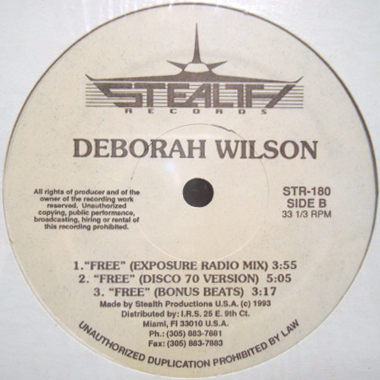 STEALTH
RECORDS
DEBORAH WILSON
All rights of producer and of the
owner of the recording work
reserved. Unauthorized
copying, public performance,
broadcasting, hiring or rental of
this recording prohibited.
STR-180
SIDE B
33 1/3 RPM
1."FREE" (EXPOSURE RADIO MIX) 3:55
2. "FREE" (DISCO 70 VERSION) 5:05
3. "FREE" (BONUS BEATS) 3:17
Made by Stealth Productions U.S.A. (c) 1993
Distributed by: I.R.S. 25 E. 9th Ct.
Miami, Fl 33010 U.S.A
Ph.: (305) 883-7881
Fax: (305) 883-7883
UNAUTHORIZED DUPLICATION PROHIBITED BY LAW